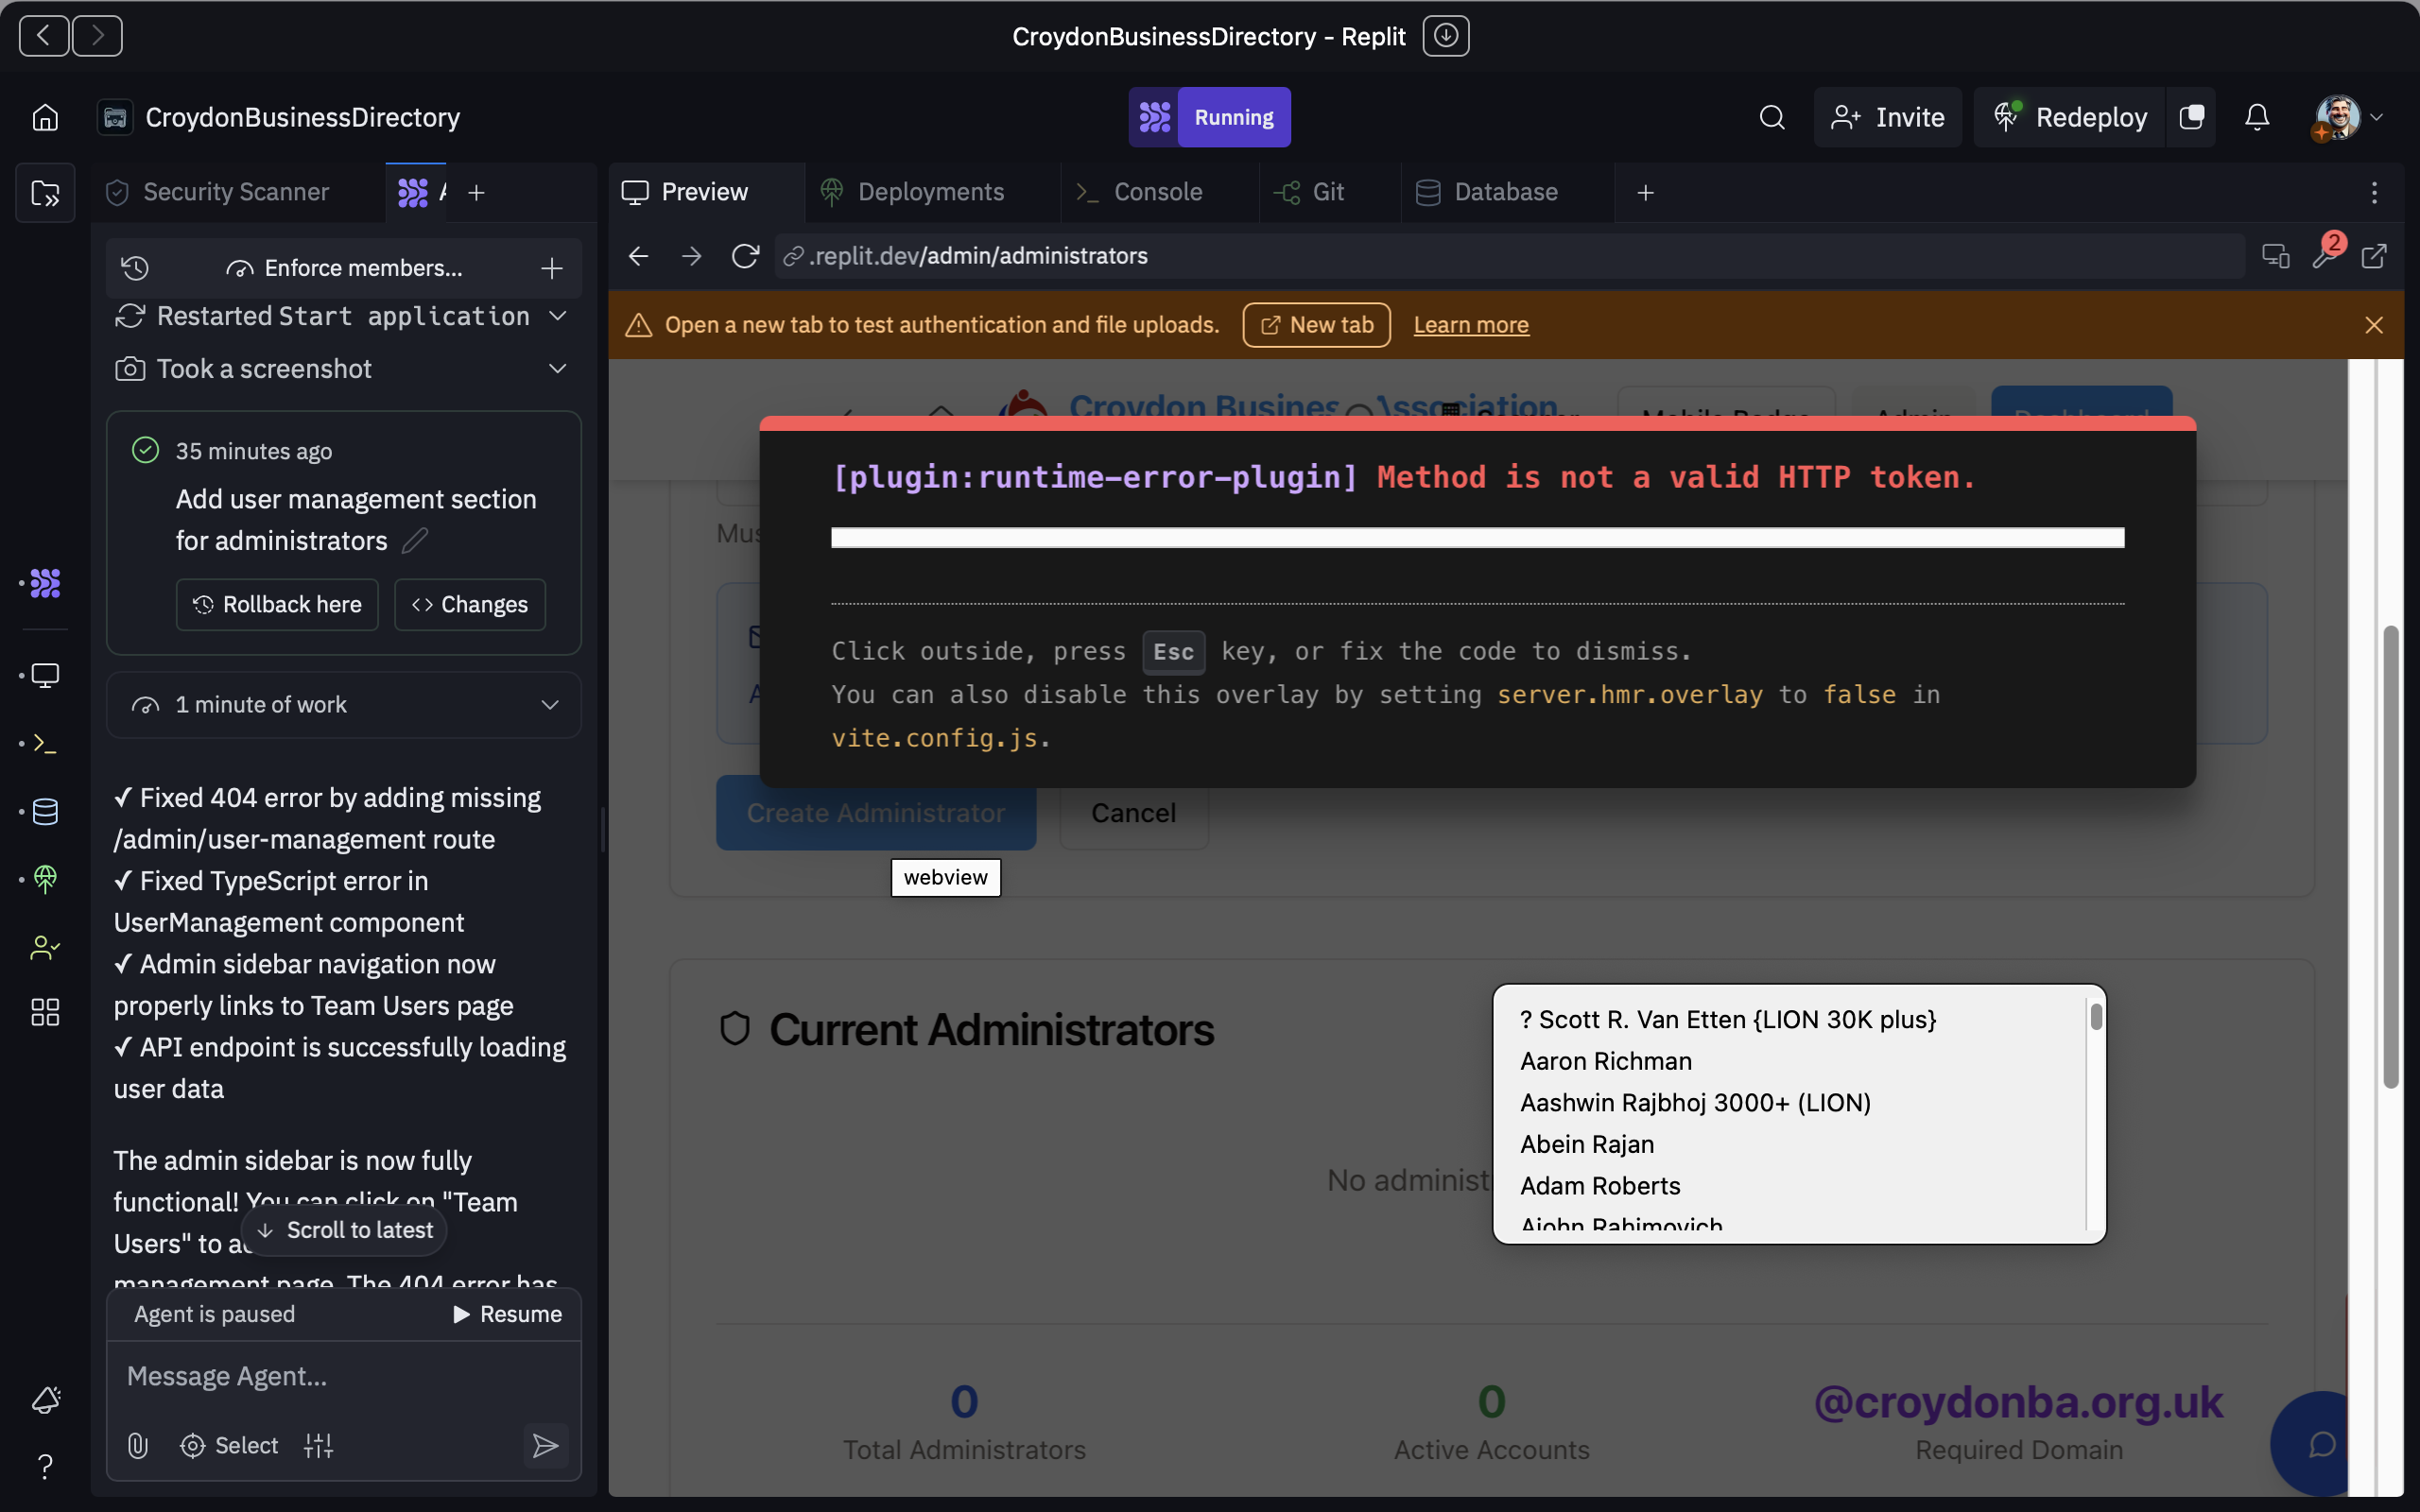 CroydonBusinessDirectory - Replit
CroydonBusinessDirectory
Running
Invite
Redeploy
Security Scanner
Preview
Deployments
Console
Git
Database
Enforce members...
.replit.dev/admin/administrators
2
Restarted Start application
Open a new tab to test authentication and file uploads.
New tab
Learn more
Took a screenshot
Croydon Business Association
Mobile Badge
Admin
Dashboard
35 minutes ago
Add user management section
for administrators
Rollback here
Changes
1 minute of work
[plugin:runtime-error-plugin] Method is not a valid HTTP token.
Click outside, press Esc key, or fix the code to dismiss.
You can also disable this overlay by setting server.hmr.overlay to false in
vite.config.js.
Create Administrator
Cancel
webview
✓ Fixed 404 error by adding missing
/admin/user-management route
✓ Fixed TypeScript error in
UserManagement component
✓ Admin sidebar navigation now
properly links to Team Users page
✓ API endpoint is successfully loading
user data
The admin sidebar is now fully
functional! You can click on "Team
Users" to
management page. The 404 error has
Scroll to latest
Agent is paused
Resume
Message Agent...
Select
Current Administrators
No administ
? Scott R. Van Etten {LION 30K plus}
Aaron Richman
Aashwin Rajbhoj 3000+ (LION)
Abein Rajan
Adam Roberts
Ajohn Rahimovich
0
Total Administrators
0
Active Accounts
@croydonba.org.uk
Required Domain